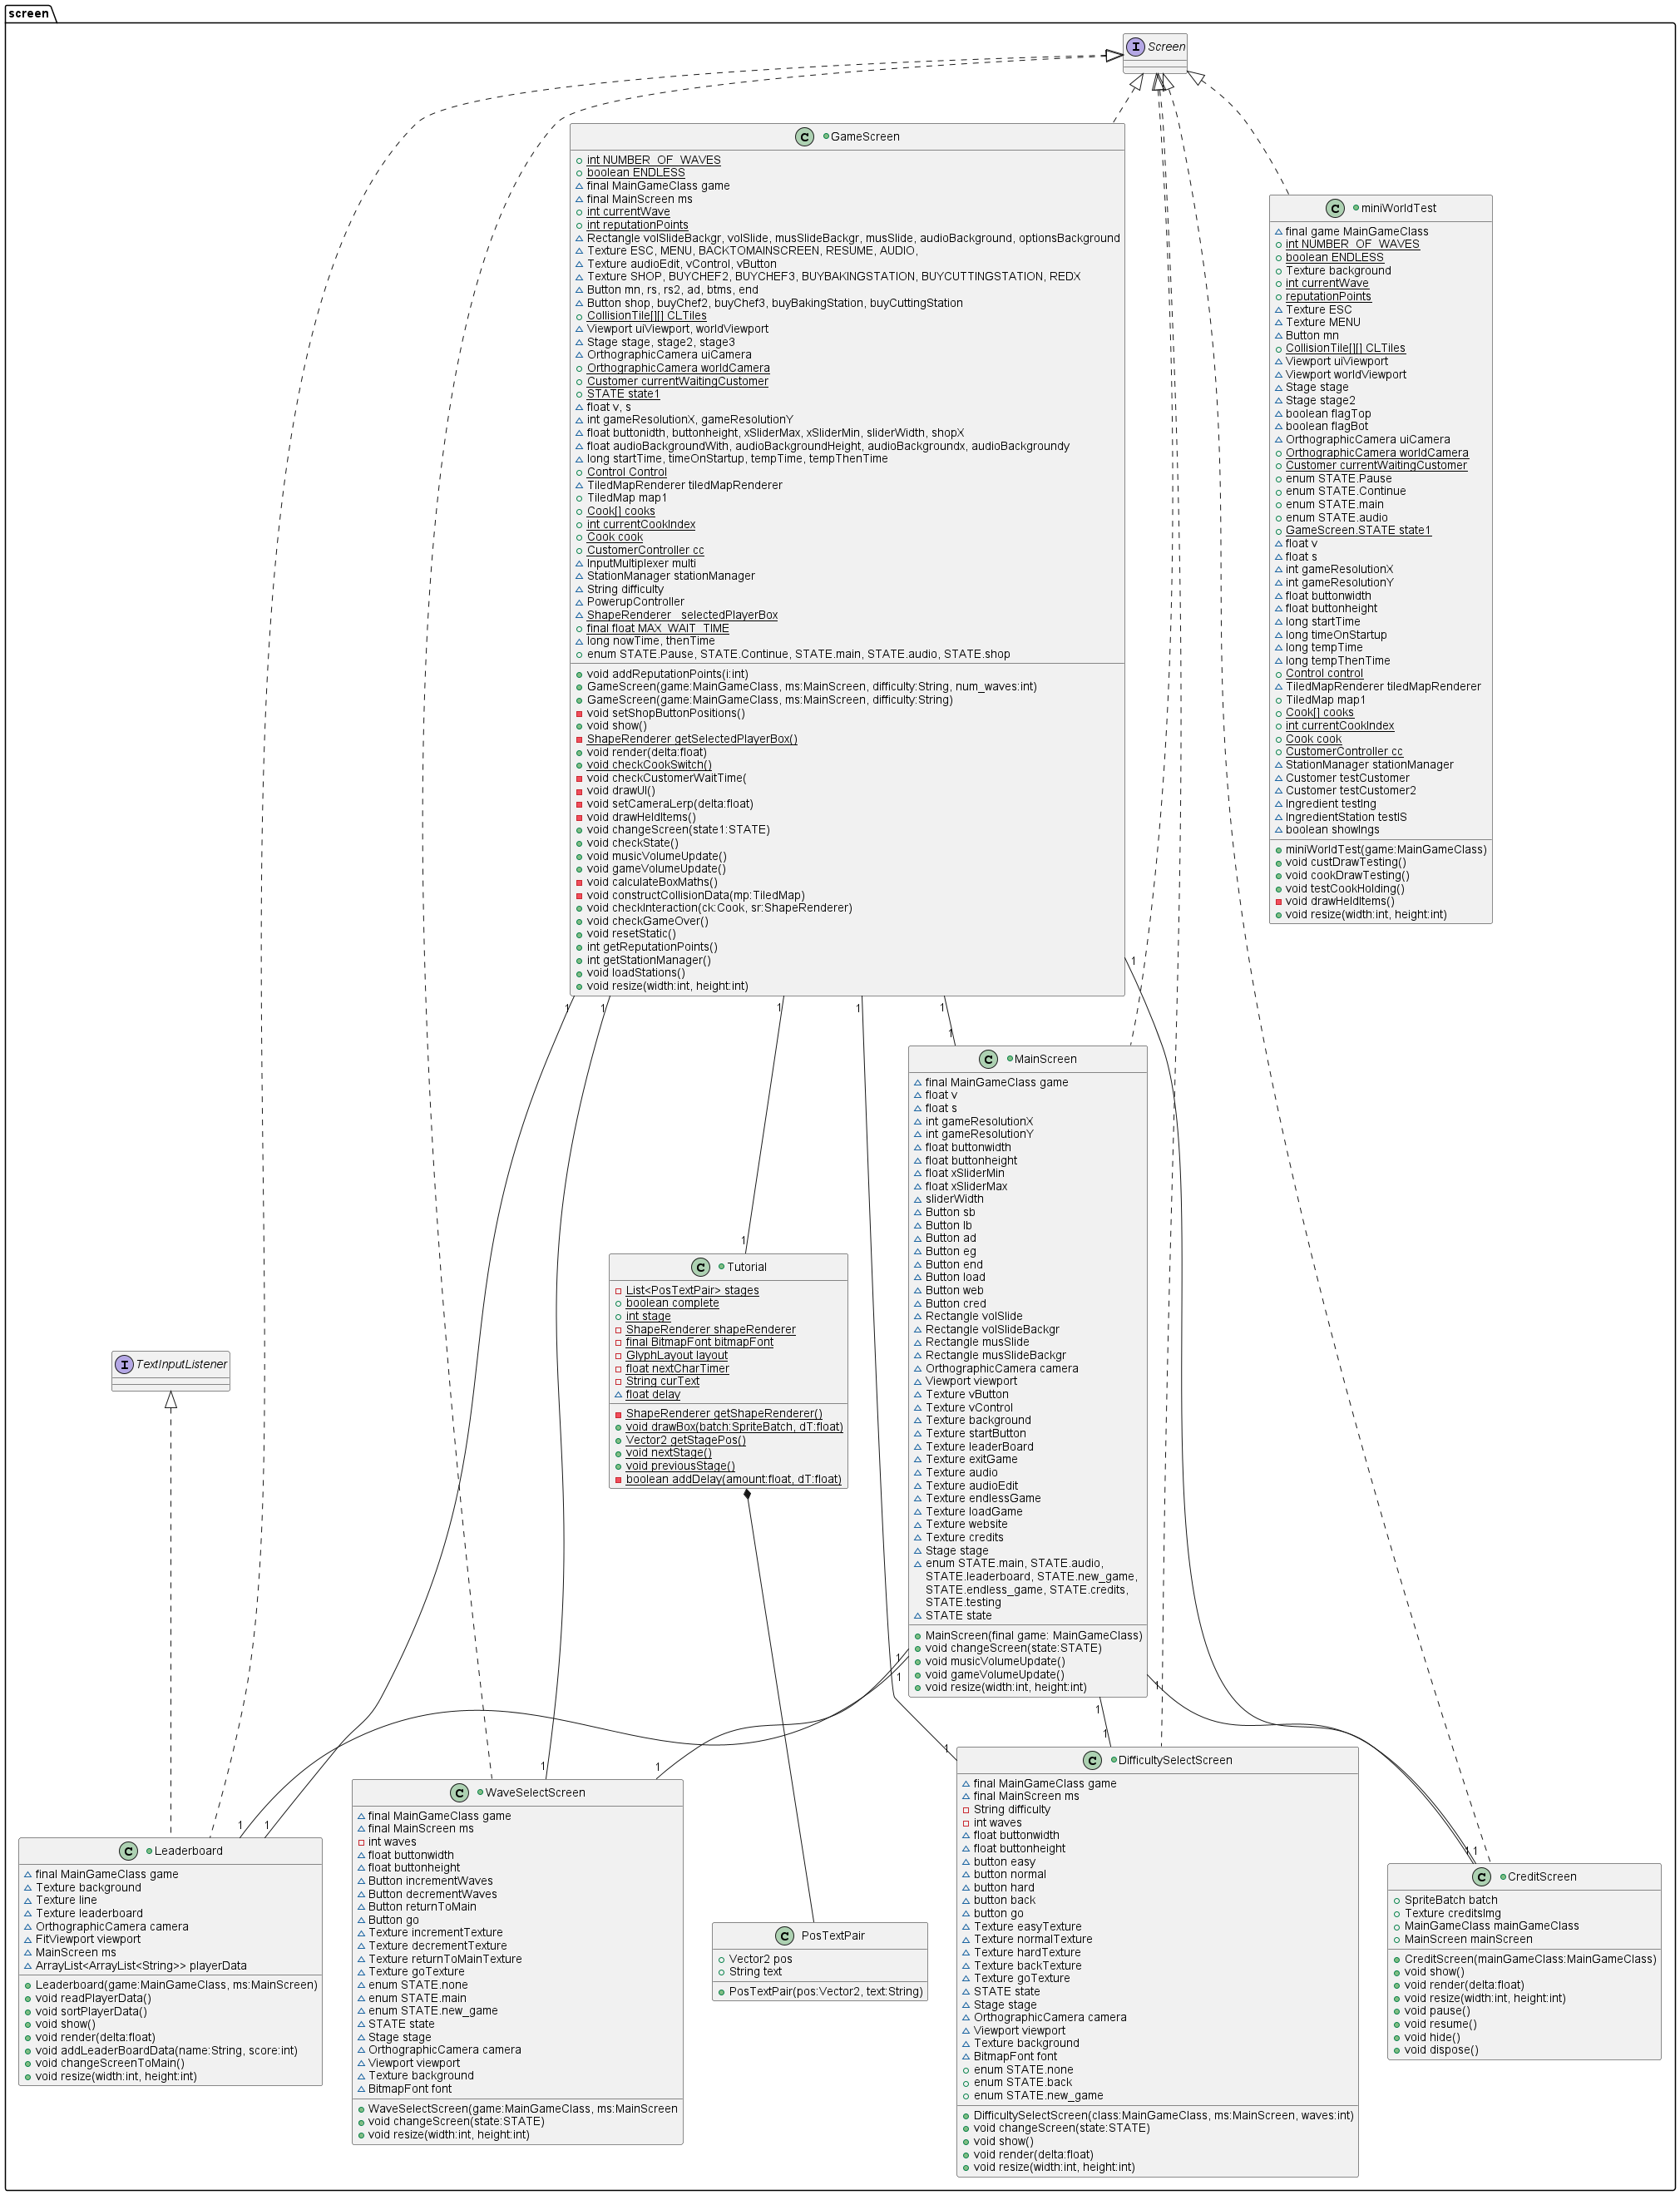 screen
I Screen
C GameScreen
int NUMBER_OF_WAVES
boolean ENDLESS
final MainGameClass game
final MainScreen ms
int currentWave
int reputationPoints
Rectangle volSlideBackgr, volSlide, musSlideBackgr, musSlide, audioBackground, optionsBackground
Texture ESC, MENU, BACKTOMAINSCREEN, RESUME, AUDIO,
Texture audioEdit, vControl, vButton
Texture SHOP, BUYCHEF2, BUYCHEF3, BUYBAKINGSTATION, BUYCUTTINGSTATION, REDX
Button mn, rs, rs2, ad, btms, end
Button shop, buyChef2, buyChef3, buyBakingStation, buyCuttingStation
CollisionTile[][] CLTiles
Viewport uiViewport, worldViewport
Stage stage, stage2, stage3
OrthographicCamera uiCamera
OrthographicCamera worldCamera
Customer currentWaitingCustomer
STATE state1
float v, s
int gameResolutionX, gameResolutionY
float buttonidth, buttonheight, xSliderMax, xSliderMin, sliderWidth, shopX
float audioBackgroundWith, audioBackgroundHeight, audioBackgroundx, audioBackgroundy
long startTime, timeOnStartup, tempTime, tempThenTime
Control Control
TiledMapRenderer tiledMapRenderer
TiledMap map1
Cook[] cooks
int currentCookIndex
Cook cook
CustomerController cc
InputMultiplexer multi
StationManager stationManager
String difficulty
PowerupController
ShapeRenderer  selectedPlayerBox
final float MAX_WAIT_TIME
long nowTime, thenTime
enum STATE.Pause, STATE.Continue, STATE.main, STATE.audio, STATE.shop
void addReputationPoints(i:int)
GameScreen(game:MainGameClass, ms:MainScreen, difficulty:String, num_waves:int)
GameScreen(game:MainGameClass, ms:MainScreen, difficulty:String)
void setShopButtonPositions()
void show()
ShapeRenderer getSelectedPlayerBox()
void render(delta:float)
void checkCookSwitch()
void checkCustomerWaitTime(
void drawUI()
void setCameraLerp(delta:float)
void drawHeldItems()
void changeScreen(state1:STATE)
void checkState()
void musicVolumeUpdate()
void gameVolumeUpdate()
void calculateBoxMaths()
void constructCollisionData(mp:TiledMap)
void checkInteraction(ck:Cook, sr:ShapeRenderer)
void checkGameOver()
void resetStatic()
int getReputationPoints()
int getStationManager()
void loadStations()
void resize(width:int, height:int)
C miniWorldTest
final game MainGameClass
int NUMBER_OF_WAVES
boolean ENDLESS
Texture background
int currentWave
reputationPoints
Texture ESC
Texture MENU
Button mn
CollisionTile[][] CLTiles
Viewport uiViewport
Viewport worldViewport
Stage stage
Stage stage2
boolean flagTop
boolean flagBot
OrthographicCamera uiCamera
OrthographicCamera worldCamera
Customer currentWaitingCustomer
enum STATE.Pause
enum STATE.Continue
enum STATE.main
enum STATE.audio
GameScreen.STATE state1
float v
float s
int gameResolutionX
int gameResolutionY
float buttonwidth
float buttonheight
long startTime
long timeOnStartup
long tempTime
long tempThenTime
Control control
TiledMapRenderer tiledMapRenderer
TiledMap map1
Cook[] cooks
int currentCookIndex
Cook cook
CustomerController cc
StationManager stationManager
Customer testCustomer
Customer testCustomer2
Ingredient testIng
IngredientStation testIS
boolean showIngs
miniWorldTest(game:MainGameClass)
void custDrawTesting()
void cookDrawTesting()
void testCookHolding()
void drawHeldItems()
void resize(width:int, height:int)
1
1
1
1
1
1
1
C MainScreen
final MainGameClass game
float v
float s
int gameResolutionX
int gameResolutionY
float buttonwidth
float buttonheight
float xSliderMin
float xSliderMax
sliderWidth
Button sb
Button lb
Button ad
Button eg
Button end
Button load
Button web
Button cred
Rectangle volSlide
Rectangle volSlideBackgr
Rectangle musSlide
Rectangle musSlideBackgr
OrthographicCamera camera
Viewport viewport
Texture vButton
Texture vControl
Texture background
Texture startButton
Texture leaderBoard
Texture exitGame
Texture audio
Texture audioEdit
Texture endlessGame
Texture loadGame
Texture website
Texture credits
Stage stage
enum STATE.main, STATE.audio,
STATE.leaderboard, STATE.new_game,
STATE.endless_game, STATE.credits,
STATE.testing
STATE state
MainScreen(final game: MainGameClass)
void changeScreen(state:STATE)
void musicVolumeUpdate()
void gameVolumeUpdate()
void resize(width:int, height:int)
1
C Tutorial
List<PosTextPair> stages
boolean complete
int stage
ShapeRenderer shapeRenderer
final BitmapFont bitmapFont
GlyphLayout layout
float nextCharTimer
String curText
float delay
ShapeRenderer getShapeRenderer()
void drawBox(batch:SpriteBatch, dT:float)
Vector2 getStagePos()
void nextStage()
void previousStage()
boolean addDelay(amount:float, dT:float)
I TextInputListener
1
1
1
1
1
1
1
1
1
1
1
1
C Leaderboard
final MainGameClass game
Texture background
Texture line
Texture leaderboard
OrthographicCamera camera
FitViewport viewport
MainScreen ms
ArrayList<ArrayList<String>> playerData
Leaderboard(game:MainGameClass, ms:MainScreen)
void readPlayerData()
void sortPlayerData()
void show()
void render(delta:float)
void addLeaderBoardData(name:String, score:int)
void changeScreenToMain()
void resize(width:int, height:int)
C WaveSelectScreen
final MainGameClass game
final MainScreen ms
int waves
float buttonwidth
float buttonheight
Button incrementWaves
Button decrementWaves
Button returnToMain
Button go
Texture incrementTexture
Texture decrementTexture
Texture returnToMainTexture
Texture goTexture
enum STATE.none
enum STATE.main
enum STATE.new_game
STATE state
Stage stage
OrthographicCamera camera
Viewport viewport
Texture background
BitmapFont font
WaveSelectScreen(game:MainGameClass, ms:MainScreen
void changeScreen(state:STATE)
void resize(width:int, height:int)
C PosTextPair
Vector2 pos
String text
PosTextPair(pos:Vector2, text:String)
C DifficultySelectScreen
final MainGameClass game
final MainScreen ms
String difficulty
int waves
float buttonwidth
float buttonheight
button easy
button normal
button hard
button back
button go
Texture easyTexture
Texture normalTexture
Texture hardTexture
Texture backTexture
Texture goTexture
STATE state
Stage stage
OrthographicCamera camera
Viewport viewport
Texture background
BitmapFont font
enum STATE.none
enum STATE.back
enum STATE.new_game
DifficultySelectScreen(class:MainGameClass, ms:MainScreen, waves:int)
void changeScreen(state:STATE)
void show()
void render(delta:float)
void resize(width:int, height:int)
C CreditScreen
SpriteBatch batch
Texture creditsImg
MainGameClass mainGameClass
MainScreen mainScreen
CreditScreen(mainGameClass:MainGameClass)
void show()
void render(delta:float)
void resize(width:int, height:int)
void pause()
void resume()
void hide()
void dispose()